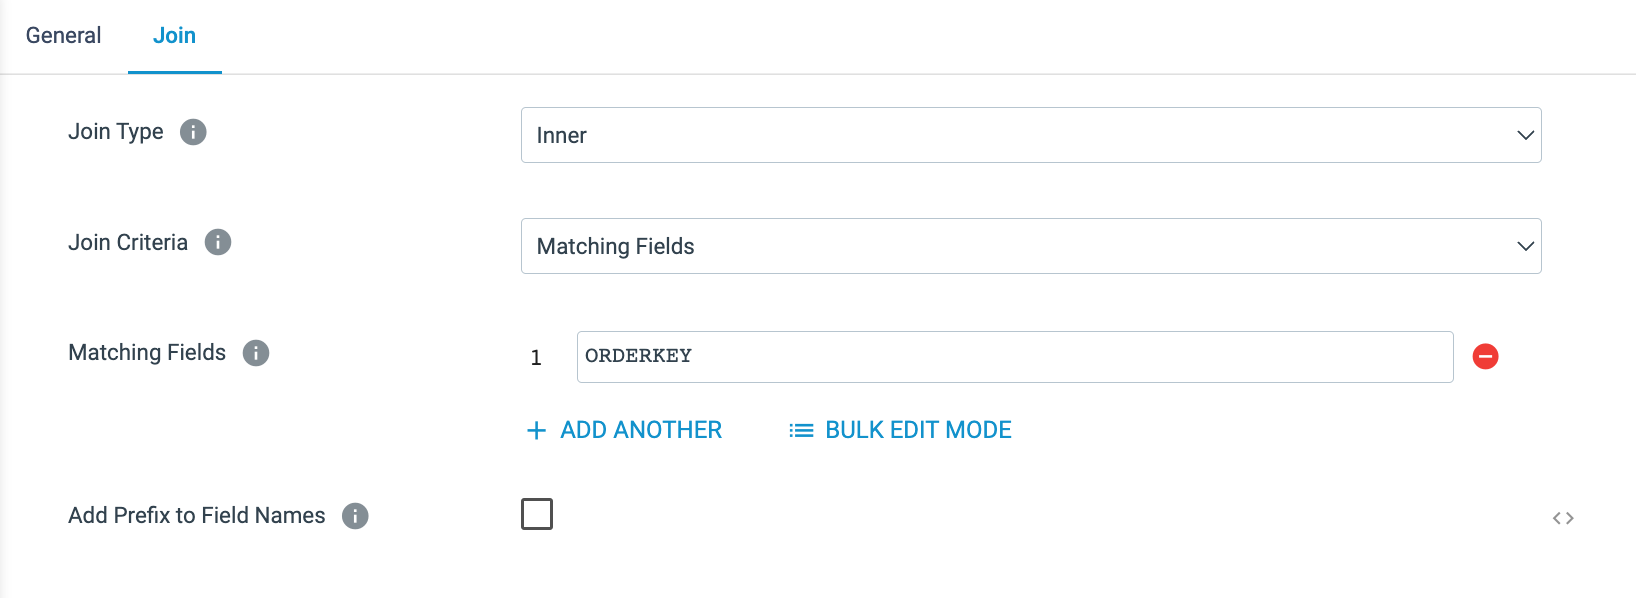 General Join
Join Type i
Inner
Join Criteria i
Matching Fields
Matching Fields i
1 ORDERKEY
+ ADD ANOTHER BULK EDIT MODE
Add Prefix to Field Names i